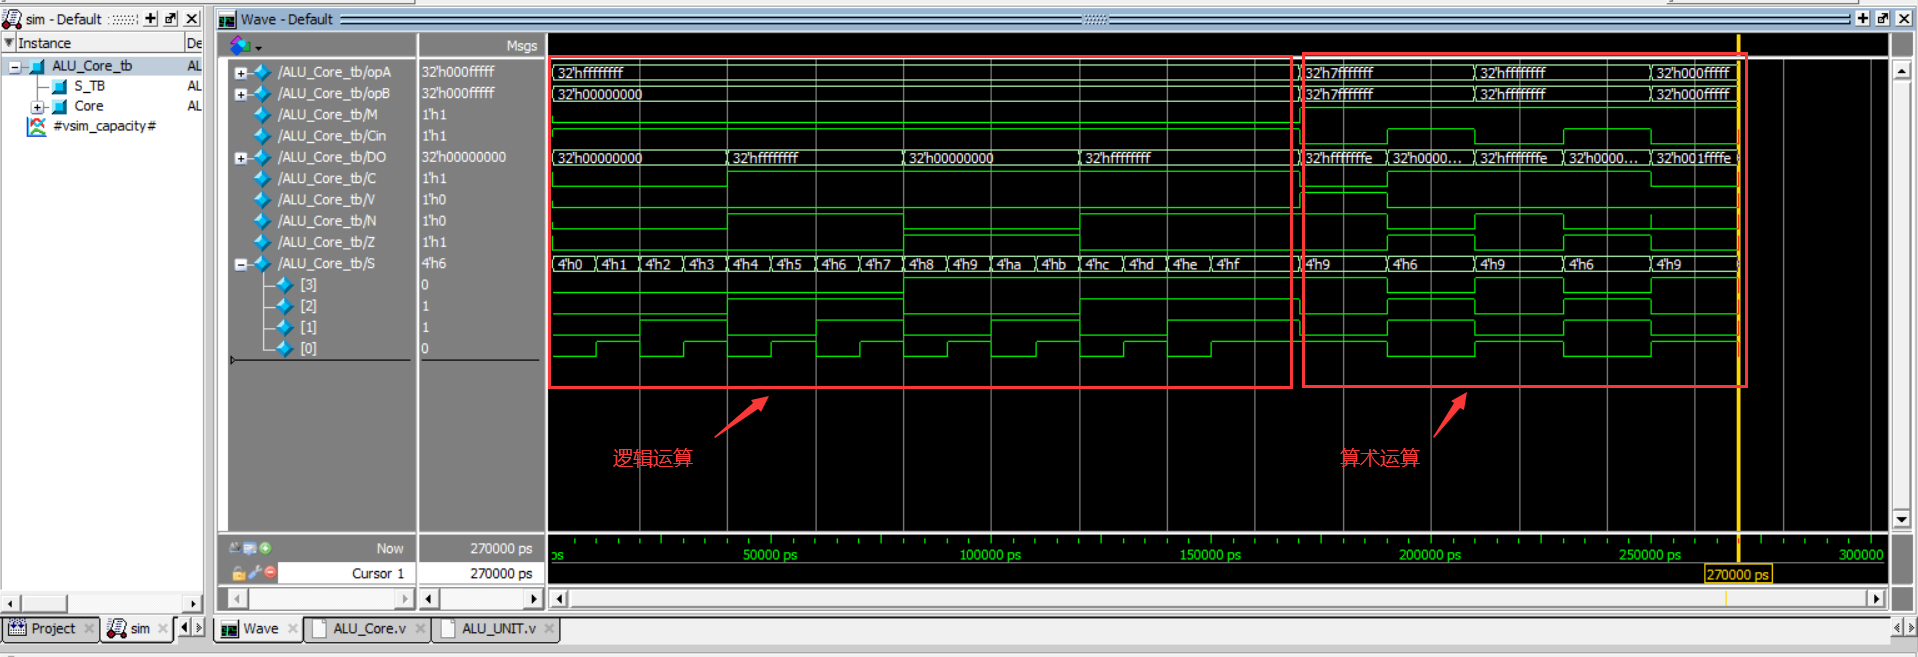 sim - Default
Wave - Default
Instance
De
Msgs
ALU_Core_tb
AL
S_TB
AL
Core
AL
#vsim_capacity#
/ALU_Core_tb/opA 32'h000fffff 32'hffffffff 32'h7fffffff 32'hffffffff 32'h000fffff
/ALU_Core_tb/opB 32'h000fffff 32'h00000000 32'h7fffffff 32'hffffffff 32'h000fffff
/ALU_Core_tb/M 1'h1
/ALU_Core_tb/Cin 1'h1
/ALU_Core_tb/DO 32'h00000000 32'h00000000 32'hffffffff 32'h00000000 32'hffffffff 32'hfffffffe 32'h0000... 32'hfffffffe 32'h0000... 32'h001ffffe
/ALU_Core_tb/C 1'h1
/ALU_Core_tb/V 1'h0
/ALU_Core_tb/N 1'h0
/ALU_Core_tb/Z 1'h1
/ALU_Core_tb/S 4'h6 4'h0 4'h1 4'h2 4'h3 4'h4 4'h5 4'h6 4'h7 4'h8 4'h9 4'ha 4'hb 4'hc 4'hd 4'he 4'hf 4'h9 4'h6 4'h9 4'h6 4'h9
[3] 0
[2] 1
[1] 1
[0] 0
逻辑运算
算术运算
Now 270000 ps
ps 50000 ps 100000 ps 150000 ps 200000 ps 250000 ps 300000
Cursor 1 270000 ps
270000 ps
Project
sim
Wave
ALU_Core.v
ALU_UNIT.v